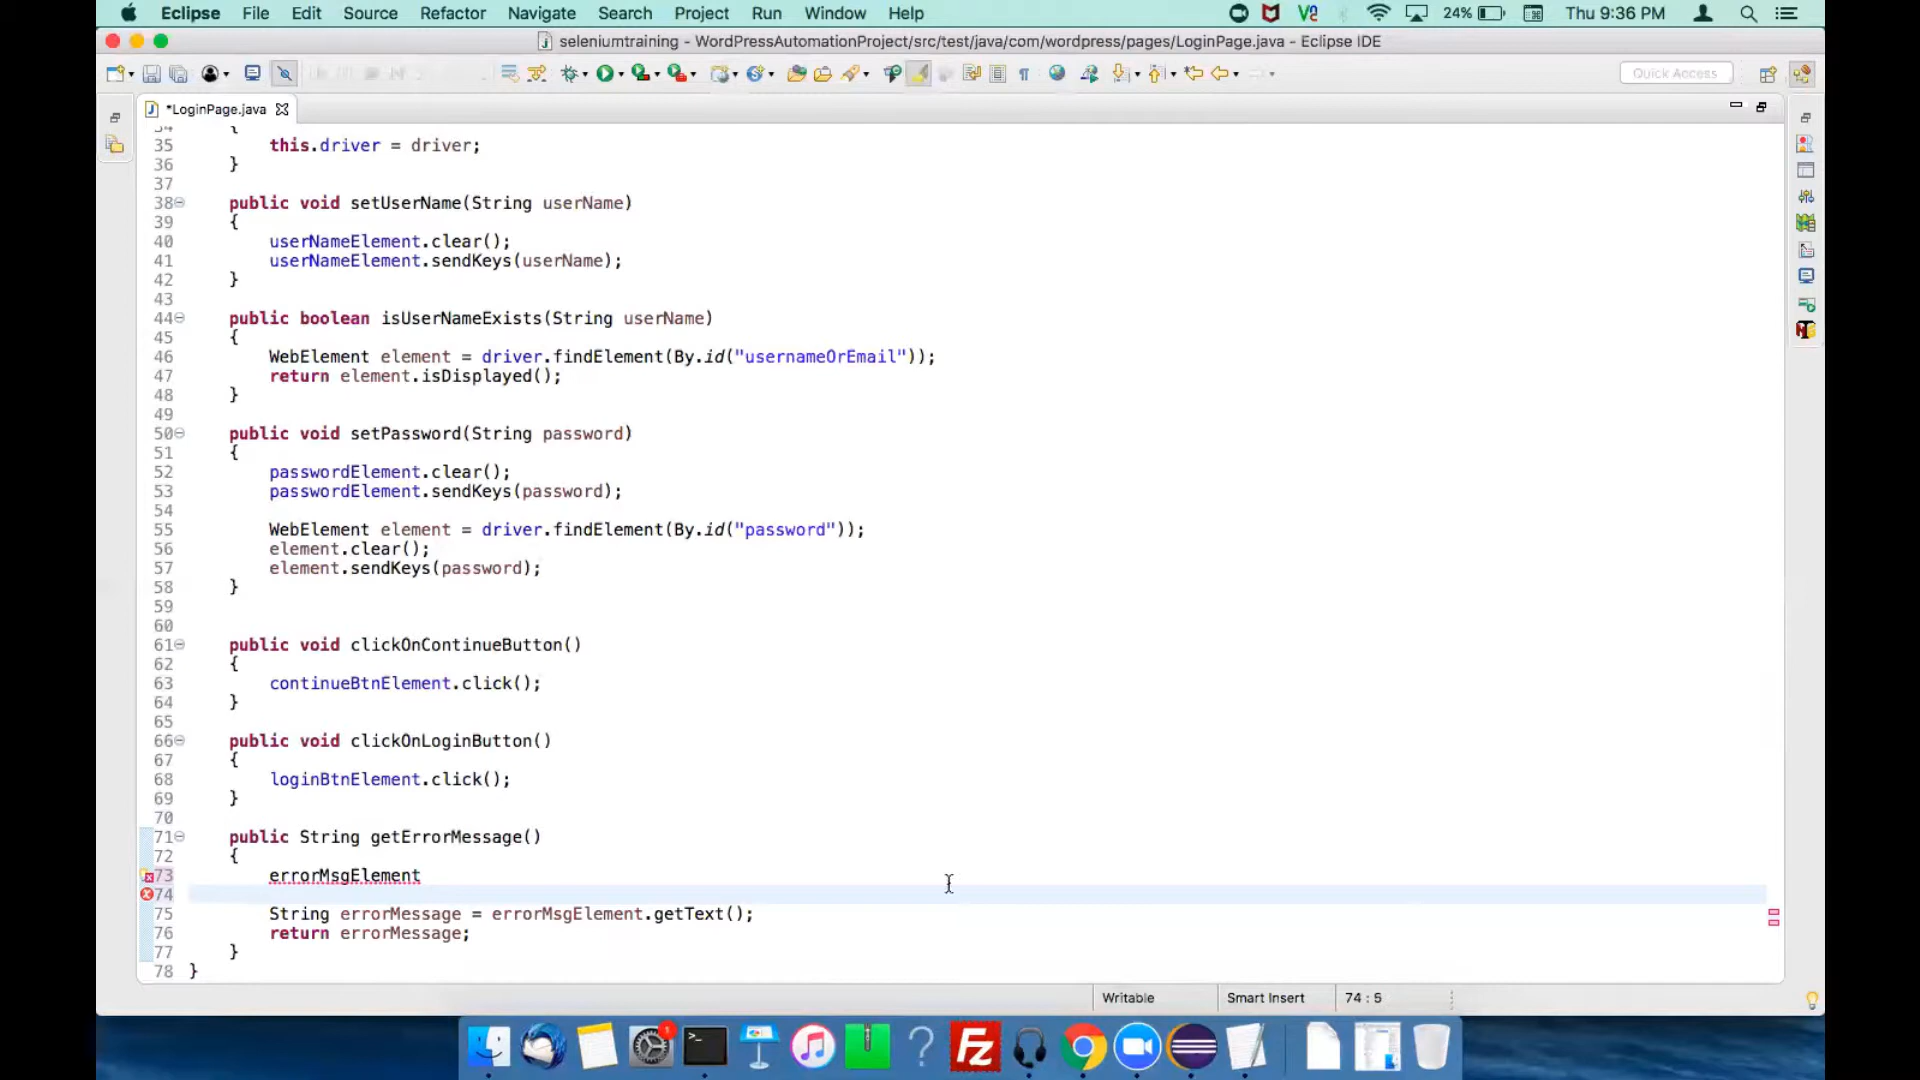 Eclipse File Edit Source Refactor Navigate Search Project Run Window Help 24% Thu 9:36 PM
seleniumtraining - WordPressAutomationProject/src/test/java/com/wordpress/pages/LoginPage.java - Eclipse IDE
Quick Access
*LoginPage.java
34 {
35 this.driver = driver;
36 }
37
38 public void setUserName(String userName)
39 {
40 userNameElement.clear();
41 userNameElement.sendKeys(userName);
42 }
43
44 public boolean isUserNameExists(String userName)
45 {
46 WebElement element = driver.findElement(By.id("usernameOrEmail"));
47 return element.isDisplayed();
48 }
49
50 public void setPassword(String password)
51 {
52 passwordElement.clear();
53 passwordElement.sendKeys(password);
54
55 WebElement element = driver.findElement(By.id("password"));
56 element.clear();
57 element.sendKeys(password);
58 }
59
60
61 public void clickOnContinueButton()
62 {
63 continueBtnElement.click();
64 }
65
66 public void clickOnLoginButton()
67 {
68 loginBtnElement.click();
69 }
70
71 public String getErrorMessage()
72 {
73 errorMsgElement
74
75 String errorMessage = errorMsgElement.getText();
76 return errorMessage;
77 }
78 }
Writable Smart Insert 74 : 5